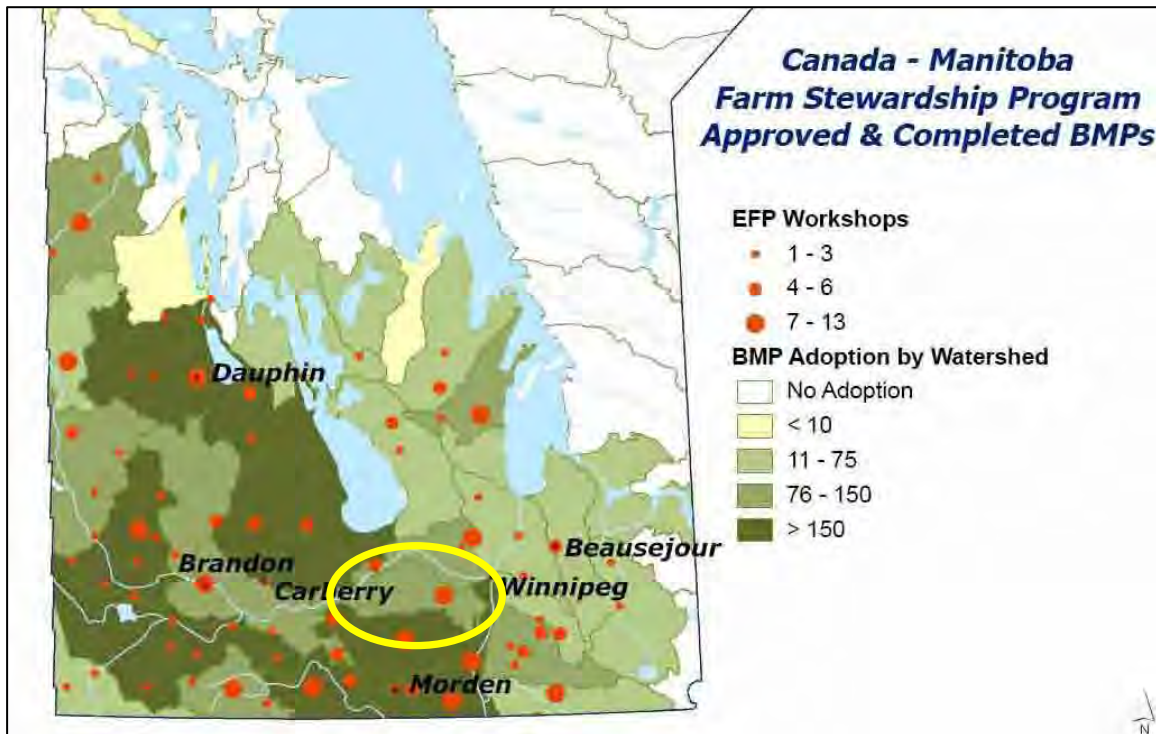 Canada - Manitoba
Farm Stewardship Program
Approved & Completed BMPs
EFP Workshops
1 - 3
4 - 6
7 - 13
BMP Adoption by Watershed
No Adoption
< 10
11 - 75
76 - 150
> 150
Dauphin
Beausejour
Brandon
Carberry
Winnipeg
Morden
N